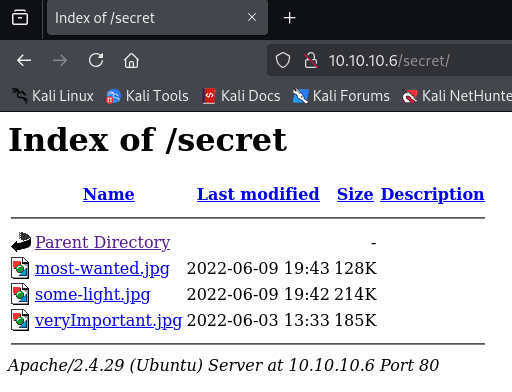 Index of /secret
10.10.10.6/secret/
Kali Linux Kali Tools Kali Docs Kali Forums Kali NetHunte
Index of /secret
Name Last modified Size Description
Parent Directory -
most-wanted.jpg 2022-06-09 19:43 128K
some-light.jpg 2022-06-09 19:42 214K
veryImportant.jpg 2022-06-03 13:33 185K
Apache/2.4.29 (Ubuntu) Server at 10.10.10.6 Port 80